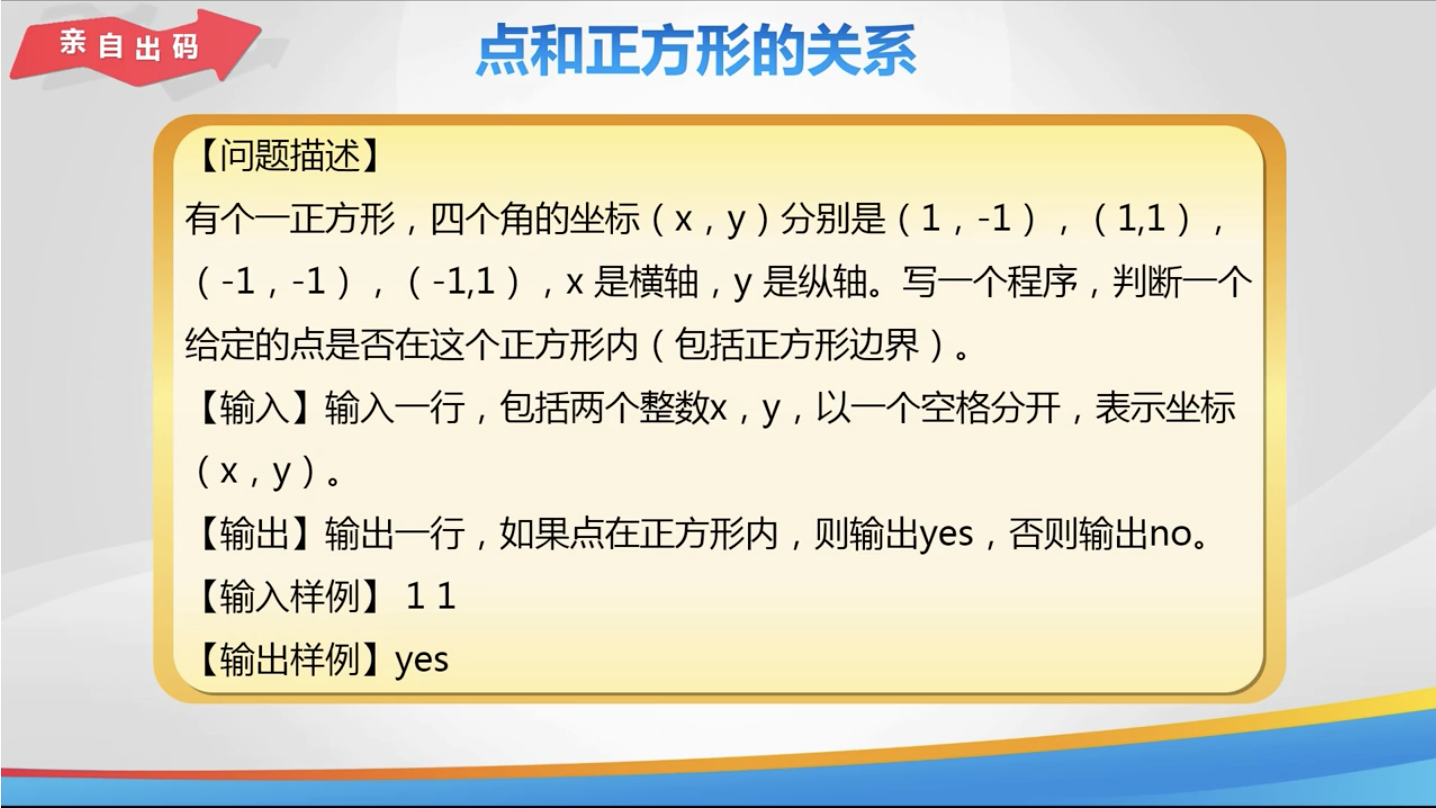 亲自出码
点和正方形的关系
【问题描述】
有个一正方形，四个角的坐标（x，y）分别是（1，-1），（1,1），
（-1，-1），（-1,1），x 是横轴，y 是纵轴。写一个程序，判断一个
给定的点是否在这个正方形内（包括正方形边界）。
【输入】输入一行，包括两个整数x，y，以一个空格分开，表示坐标
（x，y）。
【输出】输出一行，如果点在正方形内，则输出yes，否则输出no。
【输入样例】 1 1
【输出样例】yes